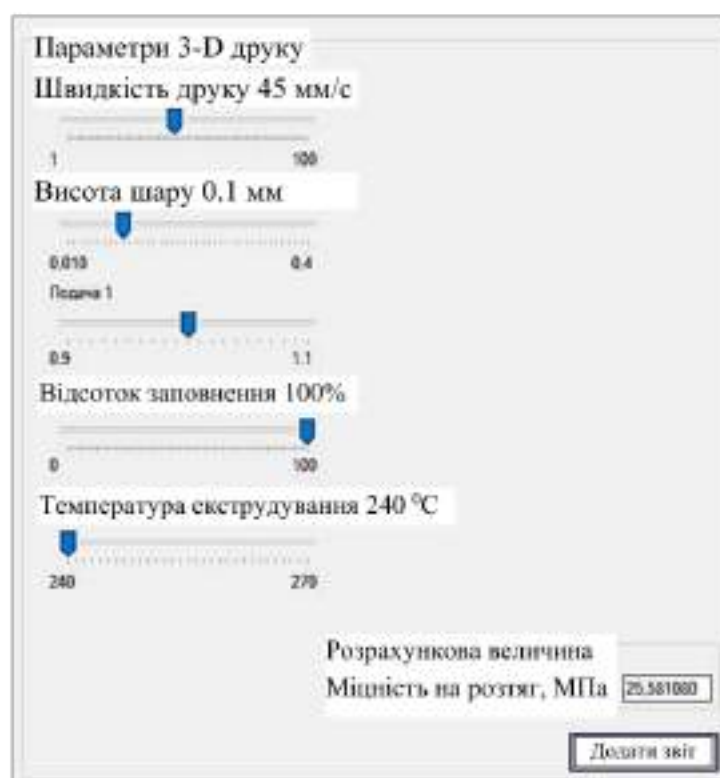 Параметри 3-D друку
Швидкість друку 45 мм/с
1 100
Висота шару 0.1 мм
0,010 0.4
Подача 1
0.9 1.1
Відсоток заповнення 100%
0 100
Температура екструдування 240 ⁰С
240 270
Розрахункова величина
Міцність на розтяг, МПа 25,581080
Додати звіт